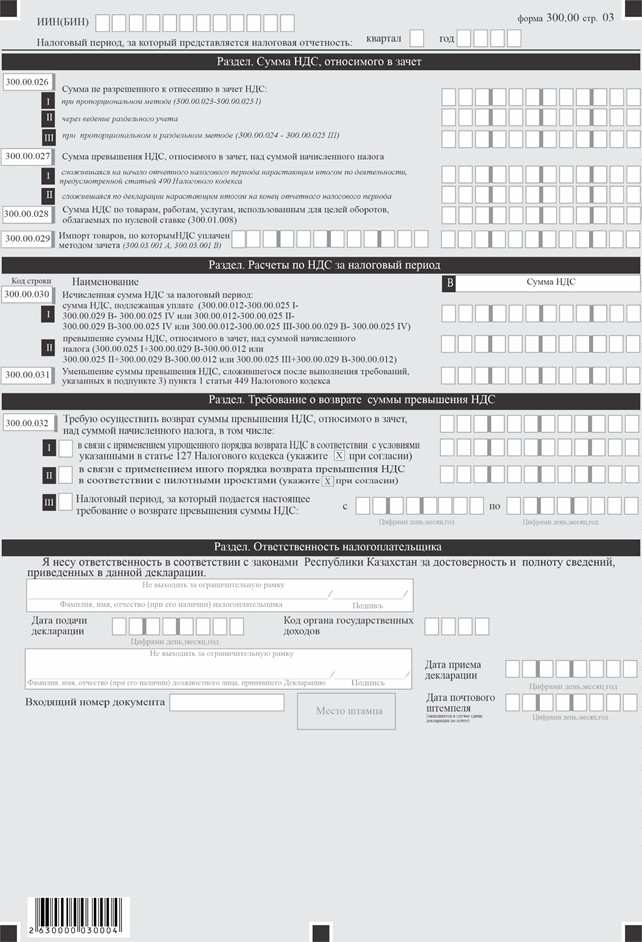 ИИН(БИН)
форма 300.00 стр. 03
Налоговый период, за который представляется налоговая отчетность: квартал год
Раздел. Сумма НДС, относимого в зачет
300.00.026 Сумма не разрешенного к отнесению в зачет НДС:
I при пропорциональном методе (300.00.023-300.00.025 I)
II через ведение раздельного учета
III при пропорциональном и раздельном методе (300.00.024 - 300.00.025 III)
300.00.027 Сумма превышения НДС, относимого в зачет, над суммой начисленного налога
I сложившаяся на начало отчетного налогового периода нарастающим итогом по деятельности,
предусмотренной статьей 490 Налогового кодекса
II сложившаяся по декларации нарастающим итогом на конец отчетного налогового периода
300.00.028 Сумма НДС по товарам, работам, услугам, использованным для целей оборотов,
облагаемых по нулевой ставке (300.01.008)
300.00.029 Импорт товаров, по которымНДС уплачен
методом зачета (300.03.001 А, 300.03.001 В)
Раздел. Расчеты по НДС за налоговый период
Код строки Наименование B Сумма НДС
300.00.030 Исчисленная сумма НДС за налоговый период:
I сумма НДС, подлежащая уплате (300.00.012-300.00.025 I-
300.00.029 В-300.00.025 IV или 300.00.012-300.00.025 II-
300.00.029 В-300.00.025 IV или 300.00.012-300.00.025 III-300.00.029 В- 300.00.025 IV)
II превышение суммы НДС, относимого в зачет, над суммой начисленного
налога (300.00.025 I+300.00.029 В-300.00.012 или
300.00.025 II+300.00.029 В-300.00.012 или 300.00.025 III+300.00.029 В-300.00.012)
300.00.031 Уменьшение суммы превышения НДС, сложившегося после выполнения требований,
указанных в подпункте 3) пункта 1 статьи 449 Налогового кодекса
Раздел. Требование о возврате суммы превышения НДС
300.00.032 Требую осуществить возврат суммы превышения НДС, относимого в зачет,
над суммой начисленного налога, в том числе:
I в связи с применением упрощенного порядка возврата НДС в соответствии с условиями
указанными в статье 127 Налогового кодекса (укажите X при согласии)
II в связи с применением иного порядка возврата превышения НДС
в соответствии с пилотными проектами (укажите X при согласии)
III Налоговый период, за который подается настоящее
требование о возврате превышения суммы НДС: с по
Цифрами день,месяц,год Цифрами день,месяц,год
Раздел. Ответственность налогоплательщика
Я несу ответственность в соответствии с законами Республики Казахстан за достоверность и полноту сведений,
приведенных в данной декларации.
Не выходить за ограничительную рамку
/ /
Фамилия, имя, отчество (при его наличии) налогоплательщика Подпись
Дата подачи
декларации
Цифрами день,месяц,год
Код органа государственных
доходов
Не выходить за ограничительную рамку
/ /
Фамилия, имя, отчество (при его наличии) должностного лица, принявшего Декларацию Подпись
Дата приема
декларации
Цифрами день,месяц,год
Входящий номер документа
Место штампа
Дата почтового
штемпеля
Цифрами день,месяц,год
2 630000 030004